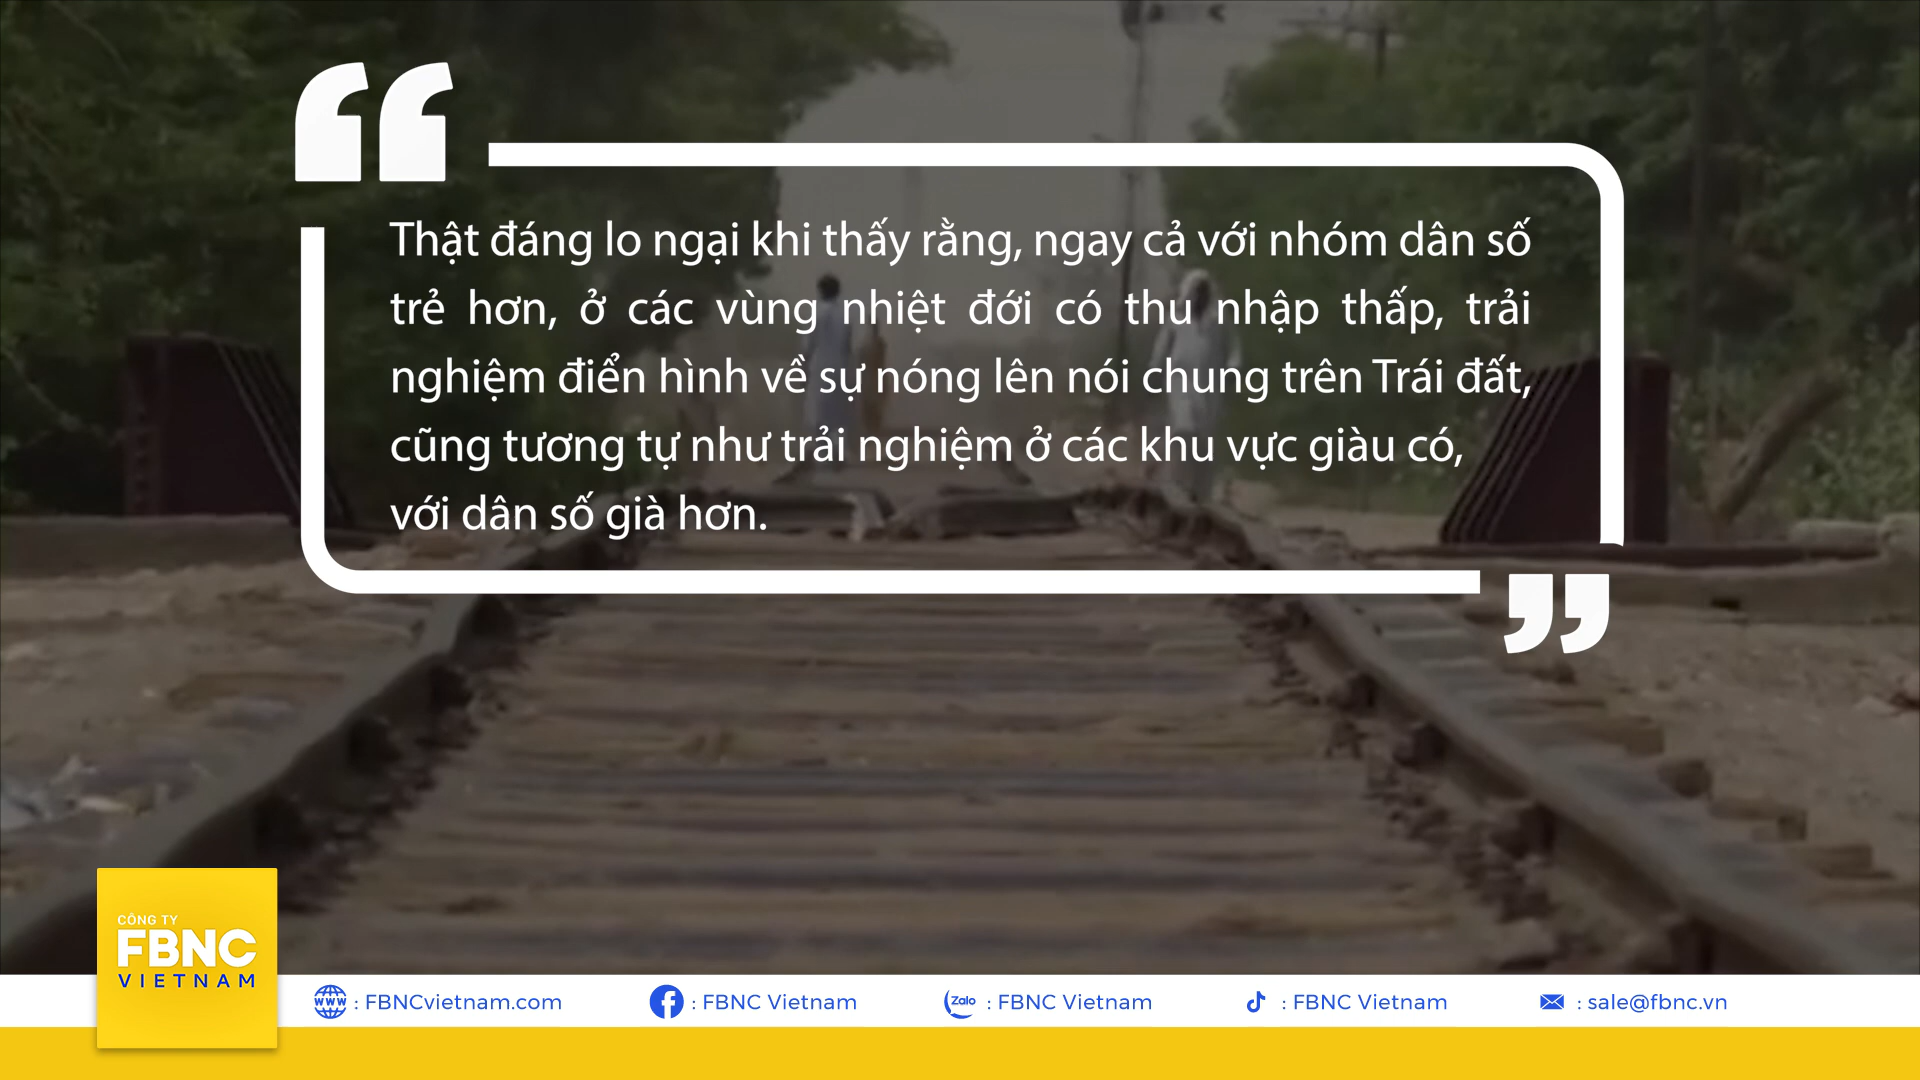 Thật đáng lo ngại khi thấy rằng, ngay cả với nhóm dân số
trẻ hơn, ở các vùng nhiệt đới có thu nhập thấp, trải
nghiệm điển hình về sự nóng lên nói chung trên Trái đất,
cũng tương tự như trải nghiệm ở các khu vực giàu có,
với dân số già hơn.
CÔNG TY
FBNC
VIETNAM
WWW : FBNCvietnam.com
: FBNC Vietnam
Zalo : FBNC Vietnam
: FBNC Vietnam
: sale@fbnc.vn